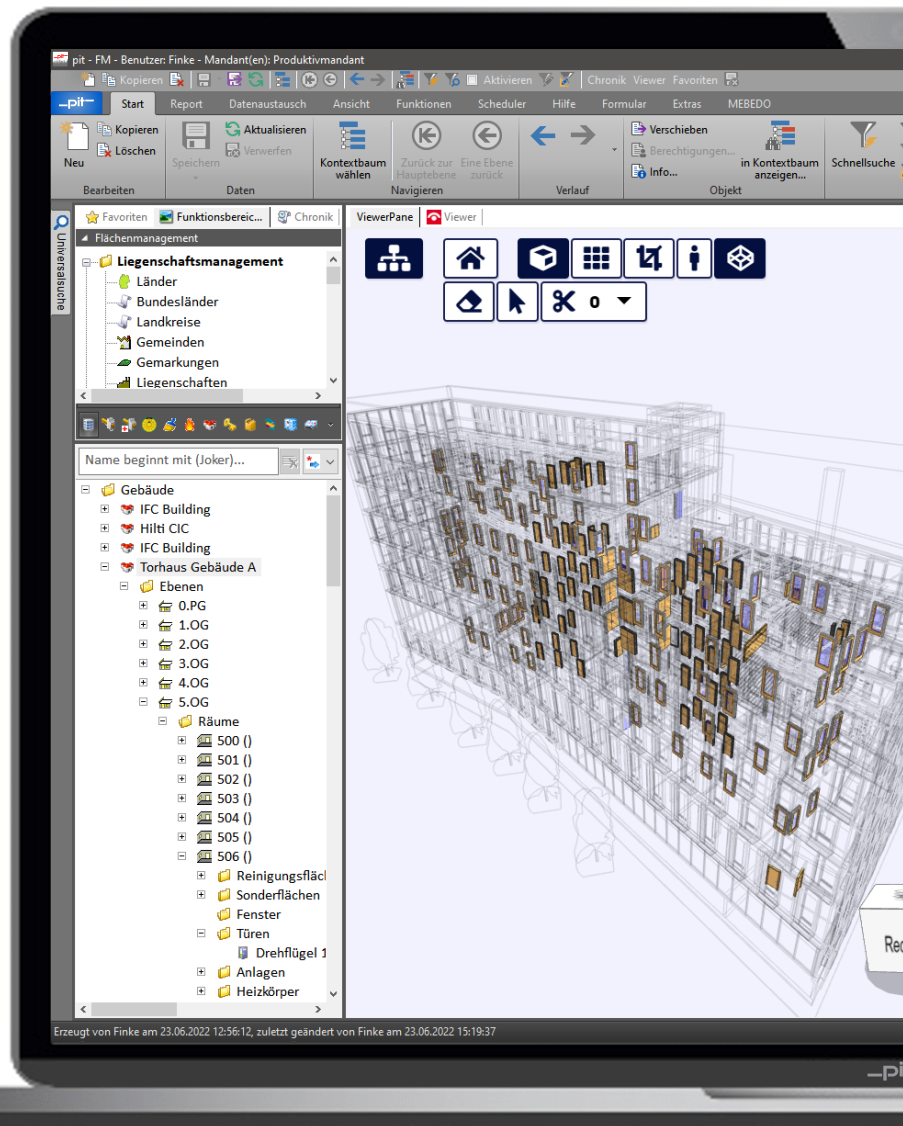 pit - FM - Benutzer: Finke - Mandant(en): Produktivmandant
Kopieren Aktivieren Chronik Viewer Favoriten
pit Start Report Datenaustausch Ansicht Funktionen Scheduler Hilfe Formular Extras MEBEDO
Neu Kopieren Löschen Speichern Aktualisieren Verwerfen Kontextbaum wählen Zurück zur Hauptebene Eine Ebene zurück Verschieben Berechtigungen... Info... in Kontextbaum anzeigen... Schnellsuche
Bearbeiten Daten Navigieren Verlauf Objekt
Universalsuche
Favoriten Funktionsbereic... Chronik
Flächenmanagement
Liegenschaftsmanagement
Länder
Bundesländer
Landkreise
Gemeinden
Gemarkungen
Liegenschaften
Name beginnt mit (Joker)...
Gebäude
IFC Building
Hilti CIC
IFC Building
Torhaus Gebäude A
Ebenen
0.PG
1.OG
2.OG
3.OG
4.OG
5.OG
Räume
500 ()
501 ()
502 ()
503 ()
504 ()
505 ()
506 ()
Reinigungsfläcl
Sonderflächen
Fenster
Türen
Drehflügel 1
Anlagen
Heizkörper
ViewerPane Viewer
0
Rec
Erzeugt von Finke am 23.06.2022 12:56:12, zuletzt geändert von Finke am 23.06.2022 15:19:37